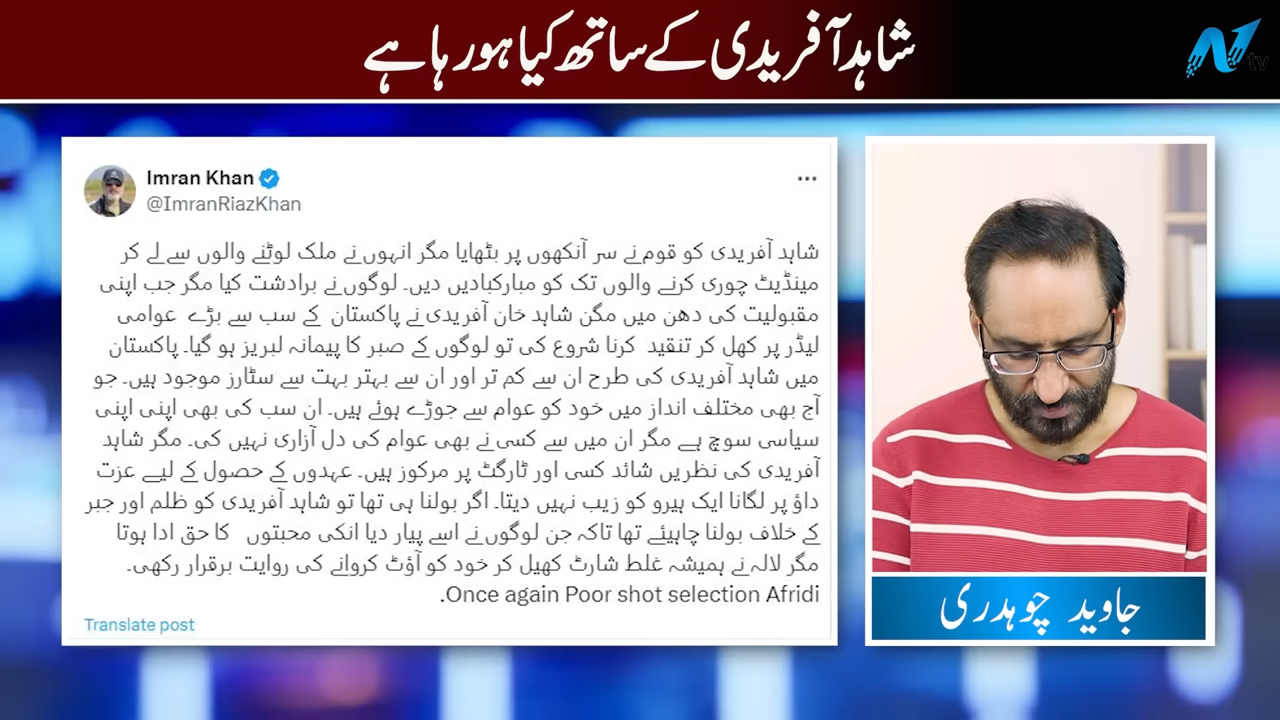 شاہد آفریدی کے ساتھ کیا ہو رہا ہے
N tv
Imran Khan
@ImranRiazKhan
شاہد آفریدی کو قوم نے سر آنکھوں پر بٹھایا مگر انہوں نے ملک لوٹنے والوں سے لے کر
مینڈیٹ چوری کرنے والوں تک کو مبارکبادیں دیں۔ لوگوں نے برادشت کیا مگر جب اپنی
مقبولیت کی دھن میں مگن شاہد خان آفریدی نے پاکستان کے سب سے بڑے عوامی
لیڈر پر کھل کر تنقید کرنا شروع کی تو لوگوں کے صبر کا پیمانہ لبریز ہو گیا۔ پاکستان
میں شاہد آفریدی کی طرح ان سے کم تر اور ان سے بہتر بہت سے سٹارز موجود ہیں۔ جو
آج بھی مختلف انداز میں خود کو عوام سے جوڑے ہوئے ہیں۔ ان سب کی بھی اپنی اپنی
سیاسی سوچ ہے مگر ان میں سے کسی نے بھی عوام کی دل آزاری نہیں کی۔ مگر شاہد
آفریدی کی نظریں شائد کسی اور ٹارگٹ پر مرکوز ہیں۔ عہدوں کے حصول کے لیے عزت
داؤ پر لگانا ایک ہیرو کو زیب نہیں دیتا۔ اگر بولنا ہی تھا تو شاہد آفریدی کو ظلم اور جبر
کے خلاف بولنا چاہیئے تھا تاکہ جن لوگوں نے اسے پیار دیا انکی محبتوں کا حق ادا ہوتا
مگر لالہ نے ہمیشہ غلط شارٹ کھیل کر خود کو آؤٹ کروانے کی روایت برقرار رکھی۔
Once again Poor shot selection Afridi.
Translate post
جاوید چوہدری